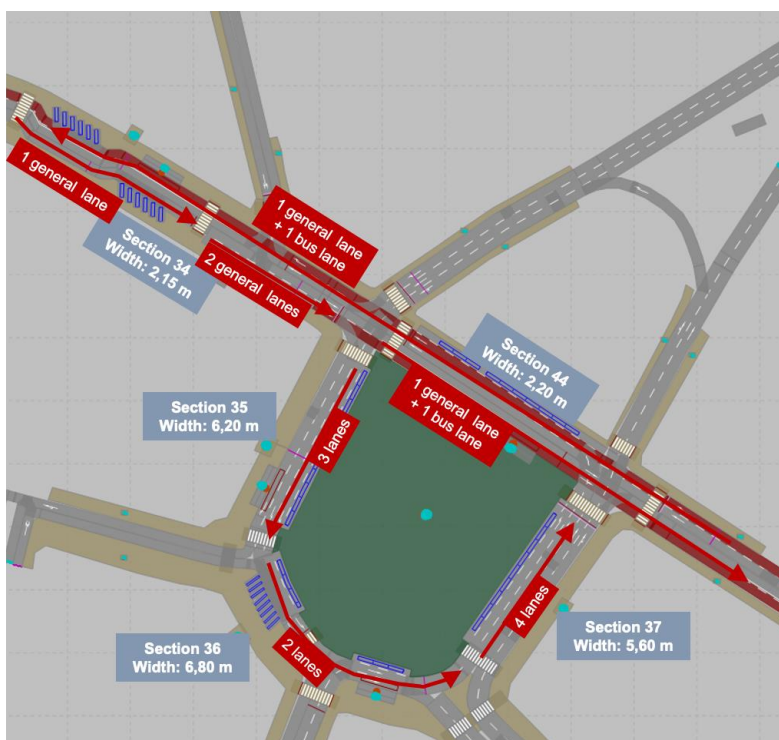 1 general lane
Section 34
Width: 2,15 m
1 general lane
+ 1 bus lane
2 general lanes
Section 44
Width: 2,20 m
1 general lane
+ 1 bus lane
Section 35
Width: 6,20 m
3 lanes
4 lanes
Section 36
Width: 6,80 m
2 lanes
Section 37
Width: 5,60 m